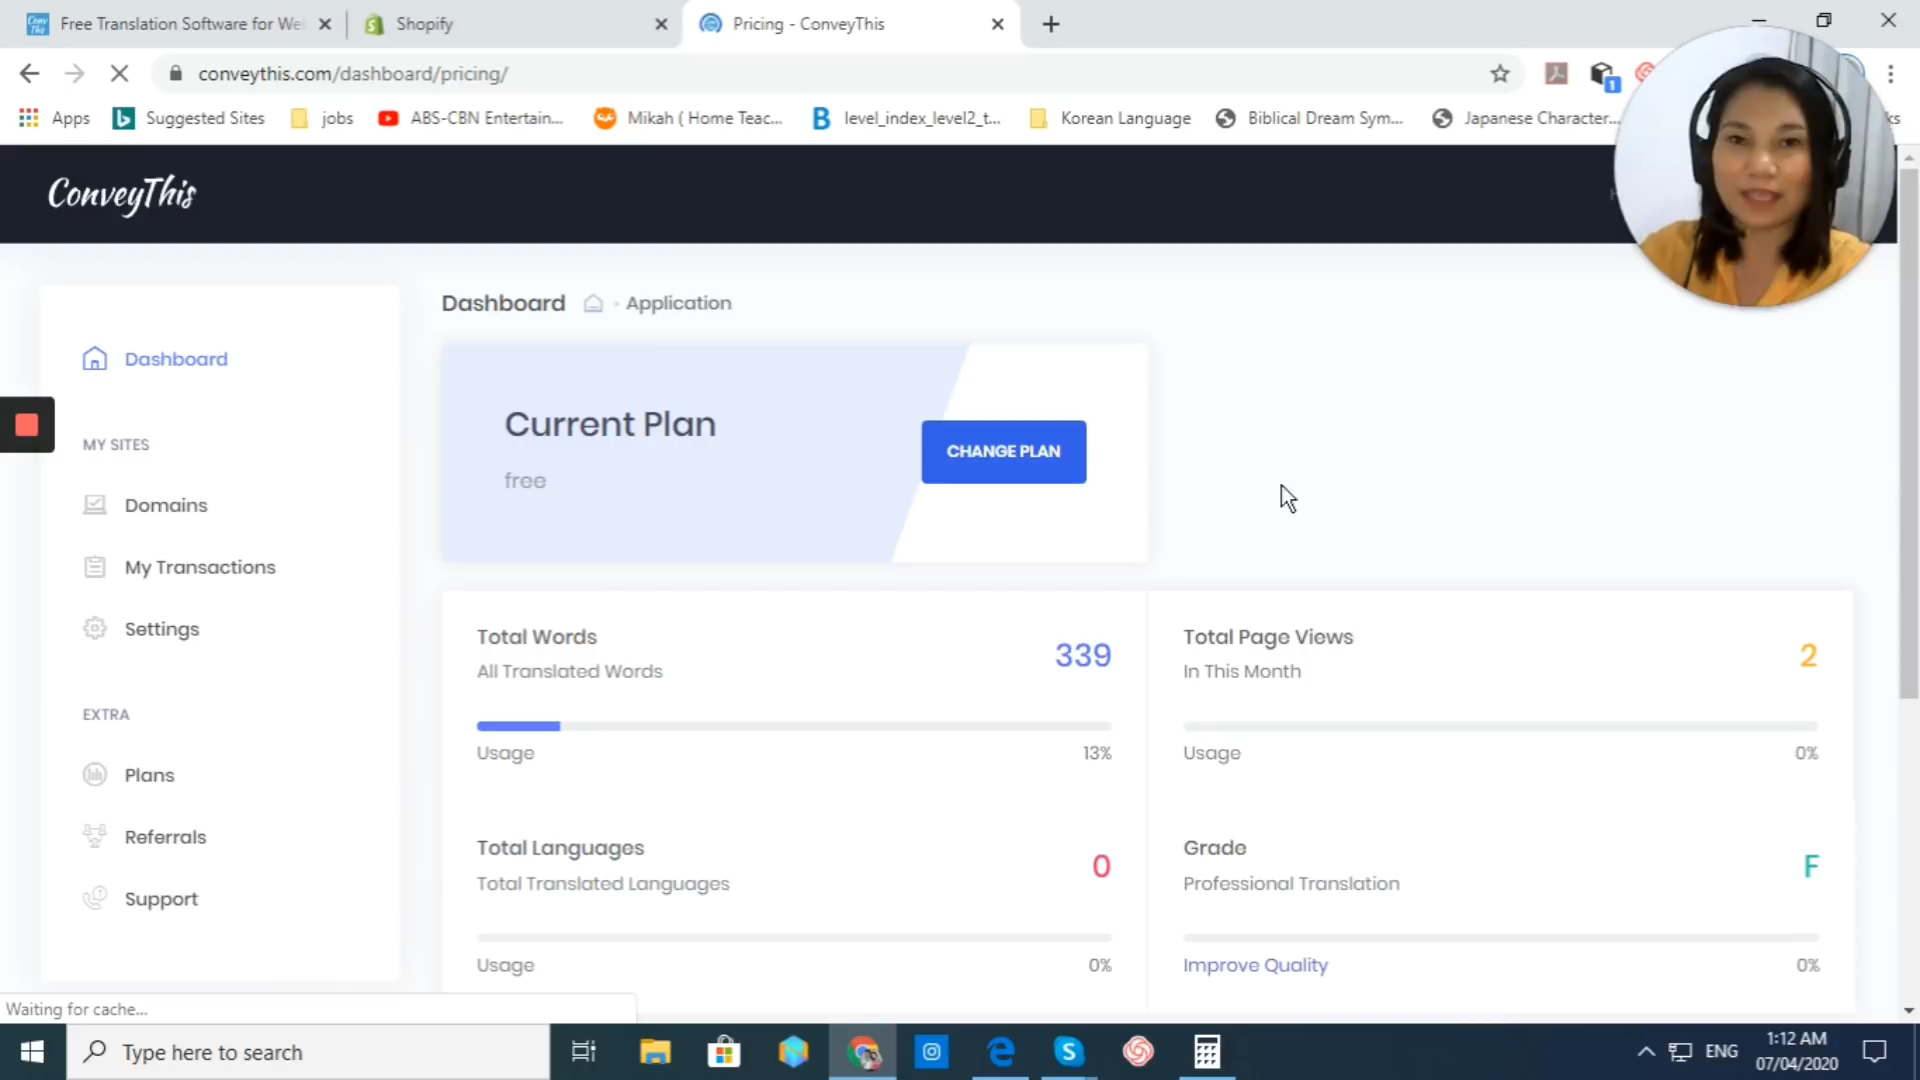 Free Translation Software for We
Shopify
Pricing - ConveyThis
conveythis.com/dashboard/pricing/
1
Apps
Suggested Sites
jobs
ABS-CBN Entertain...
Mikah ( Home Teac...
level_index_level2_t...
Korean Language
Biblical Dream Sym...
Japanese Character...
ks
ConveyThis
Dashboard
Application
Dashboard
MY SITES
Domains
My Transactions
Settings
EXTRA
Plans
Referrals
Support
Current Plan
free
CHANGE PLAN
Total Words
All Translated Words
339
Usage
13%
Total Page Views
In This Month
2
Usage
0%
Total Languages
Total Translated Languages
0
Usage
0%
Grade
Professional Translation
F
Improve Quality
0%
Waiting for cache...
Type here to search
ENG
1:12 AM
07/04/2020